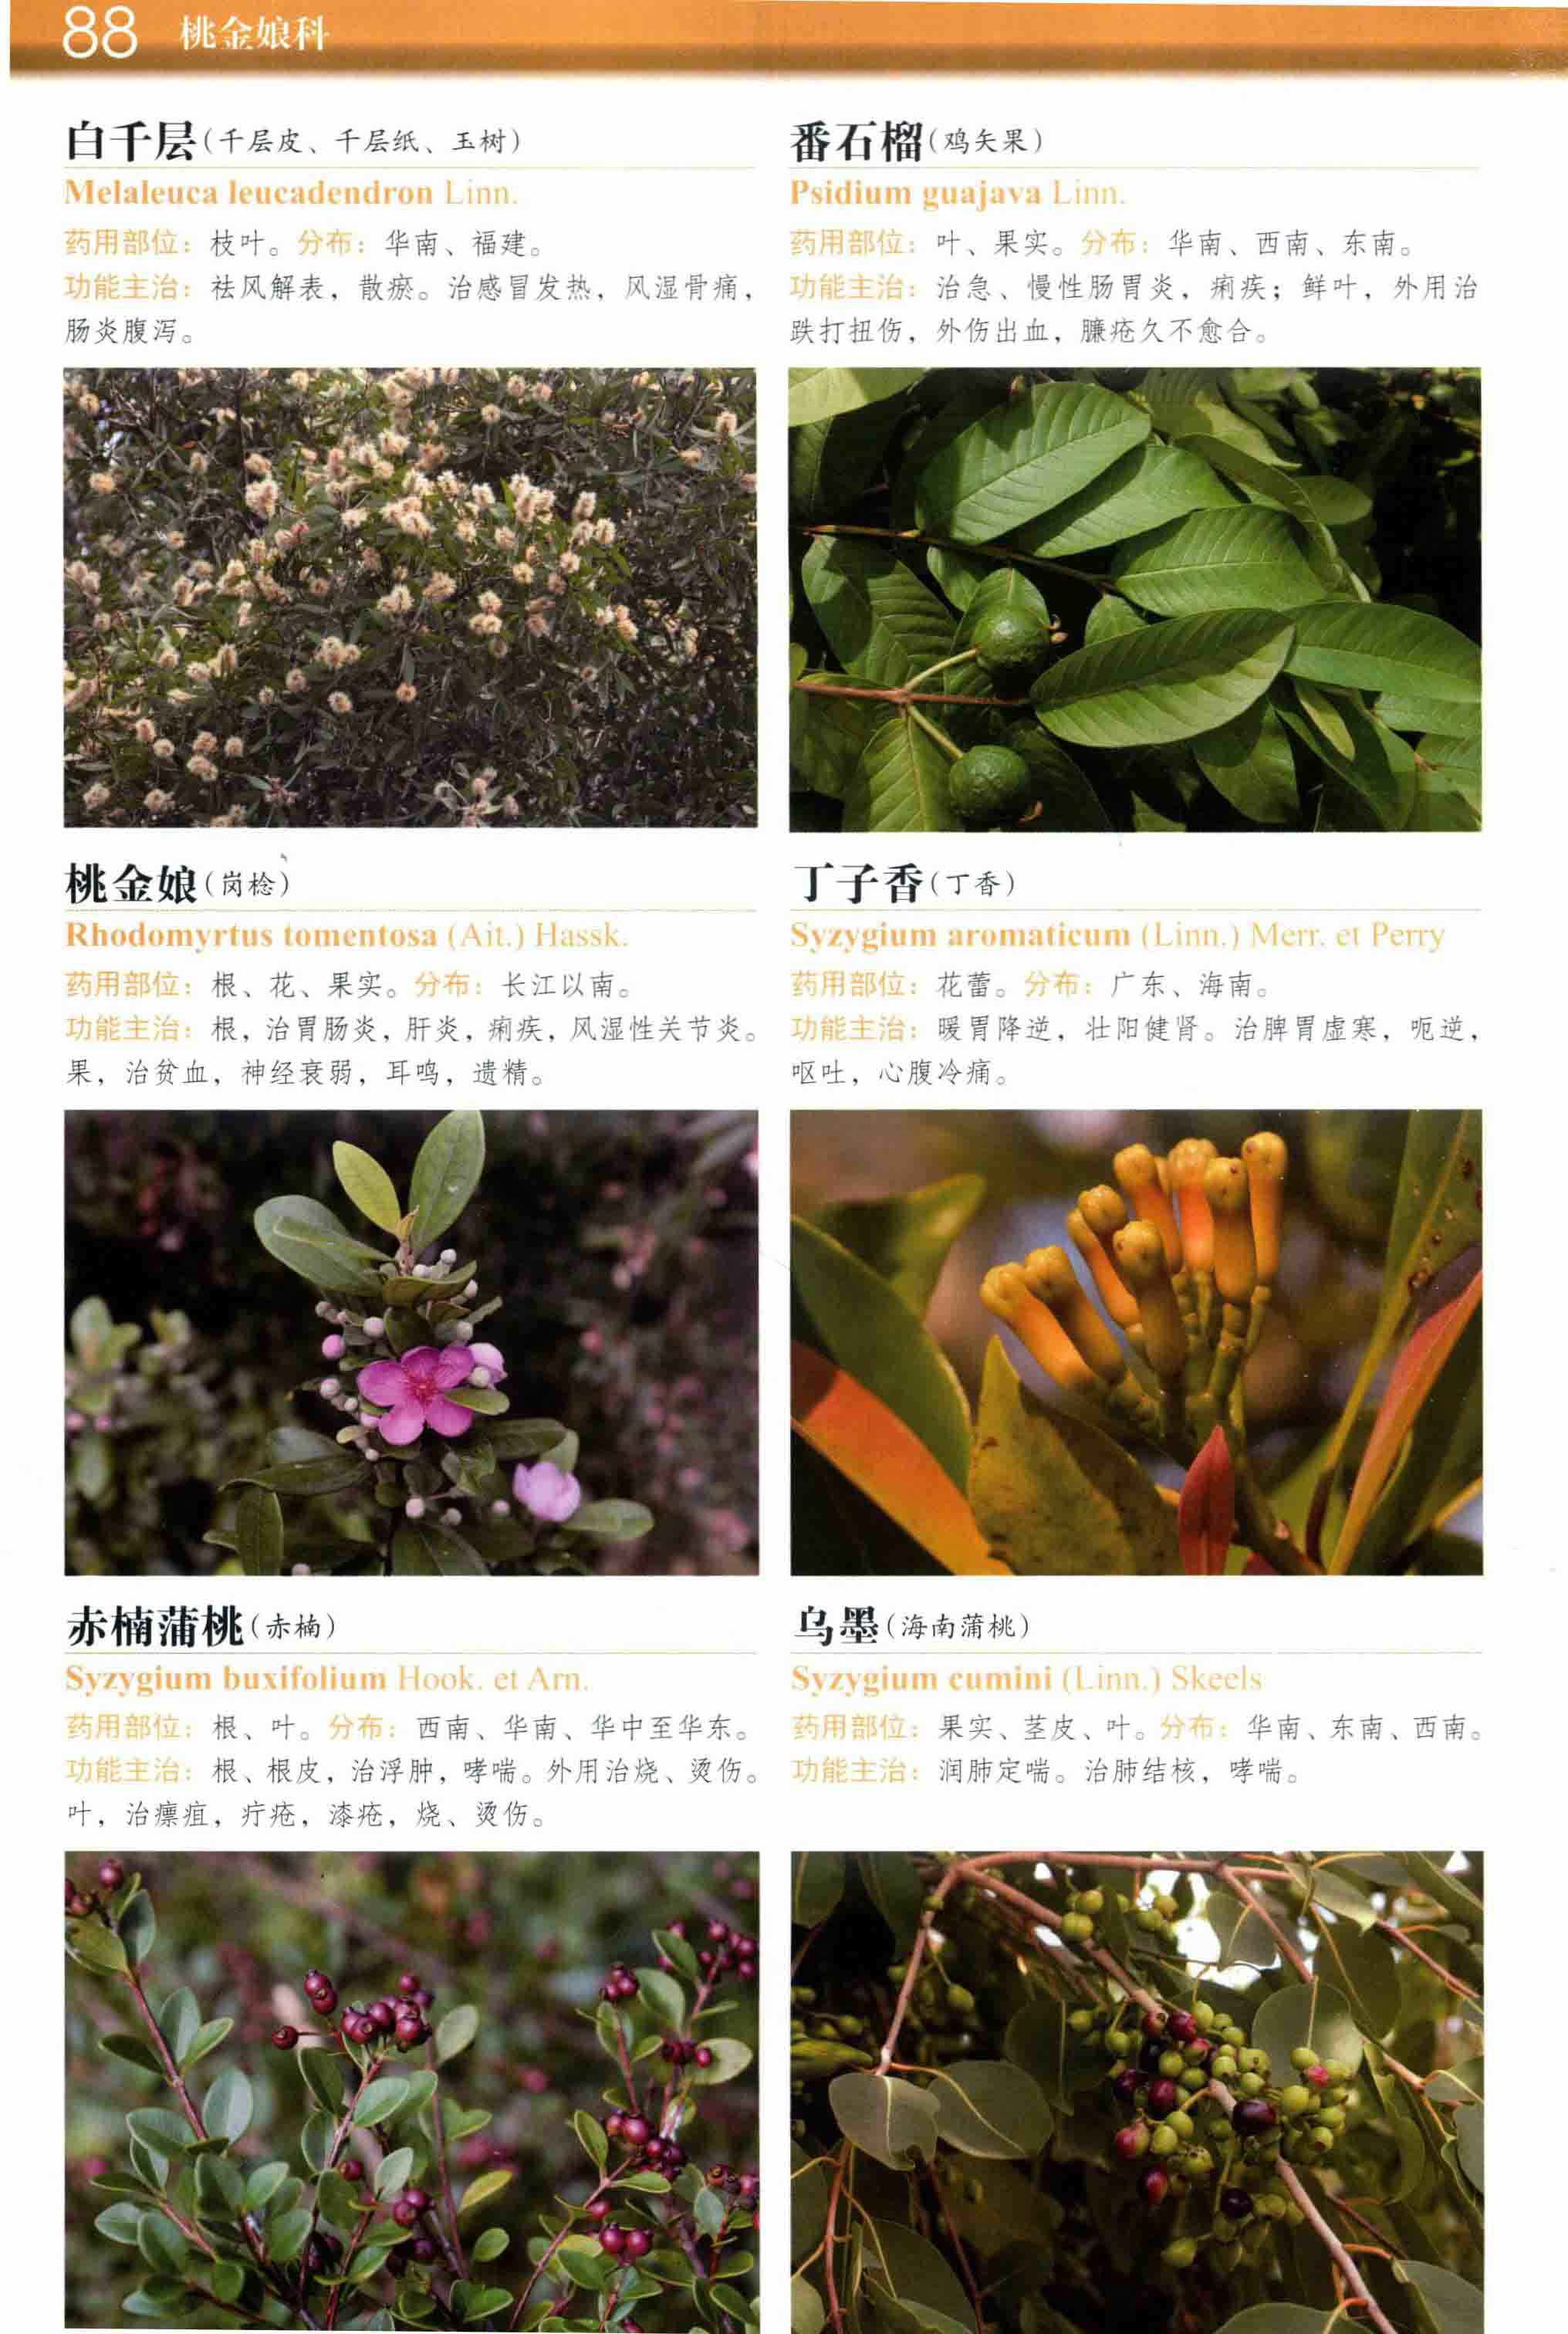 88 桃金娘科
白千层(千层皮、千层纸、玉树)
Melaleuca leucadendron Linn.
药用部位：枝叶。分布：华南、福建。
功能主治：祛风解表，散瘀。治感冒发热，风湿骨痛，
肠炎腹泻。
番石榴(鸡矢果)
Psidium guajava Linn.
药用部位：叶、果实。分布：华南、西南、东南。
功能主治：治急、慢性肠胃炎，痢疾；鲜叶，外用治
跌打扭伤，外伤出血，臁疮久不愈合。
桃金娘(岗棯)
Rhodomyrtus tomentosa (Ait.) Hassk.
药用部位：根、花、果实。分布：长江以南。
功能主治：根，治胃肠炎，肝炎，痢疾，风湿性关节炎。
果，治贫血，神经衰弱，耳鸣，遗精。
丁子香(丁香)
Syzygium aromaticum (Linn.) Merr. et Perry
药用部位：花蕾。分布：广东、海南。
功能主治：暖胃降逆，壮阳健肾。治脾胃虚寒，呃逆，
呕吐，心腹冷痛。
赤楠蒲桃(赤楠)
Syzygium buxifolium Hook. et Arn.
药用部位：根、叶。分布：西南、华南、华中至华东。
功能主治：根、根皮，治浮肿，哮喘。外用治烧、烫伤。
叶，治瘭疽，疔疮，漆疮，烧、烫伤。
乌墨(海南蒲桃)
Syzygium cumini (Linn.) Skeels
药用部位：果实、茎皮、叶。分布：华南、东南、西南。
功能主治：润肺定喘。治肺结核，哮喘。